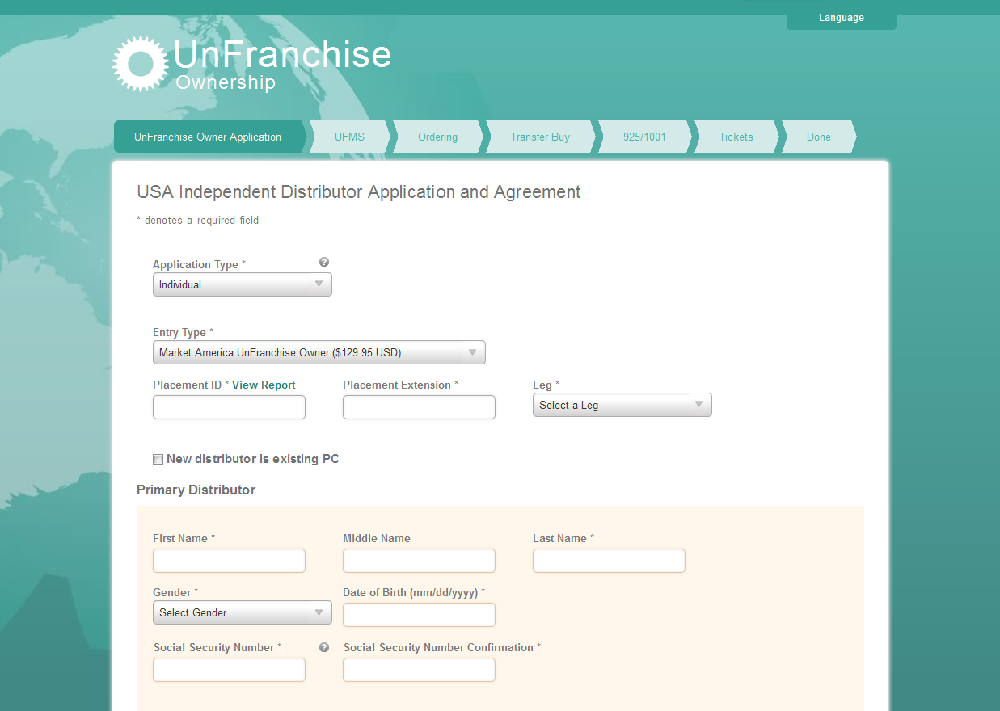 Language
UnFranchise
Ownership
UnFranchise Owner Application UFMS Ordering Transfer Buy 925/1001 Tickets Done
USA Independent Distributor Application and Agreement
* denotes a required field
Application Type * ?
Individual
Entry Type *
Market America UnFranchise Owner ($129.95 USD)
Placement ID * View Report Placement Extension * Leg *
Select a Leg
New distributor is existing PC
Primary Distributor
First Name * Middle Name Last Name *
Gender * Date of Birth (mm/dd/yyyy) *
Select Gender
Social Security Number * ? Social Security Number Confirmation *